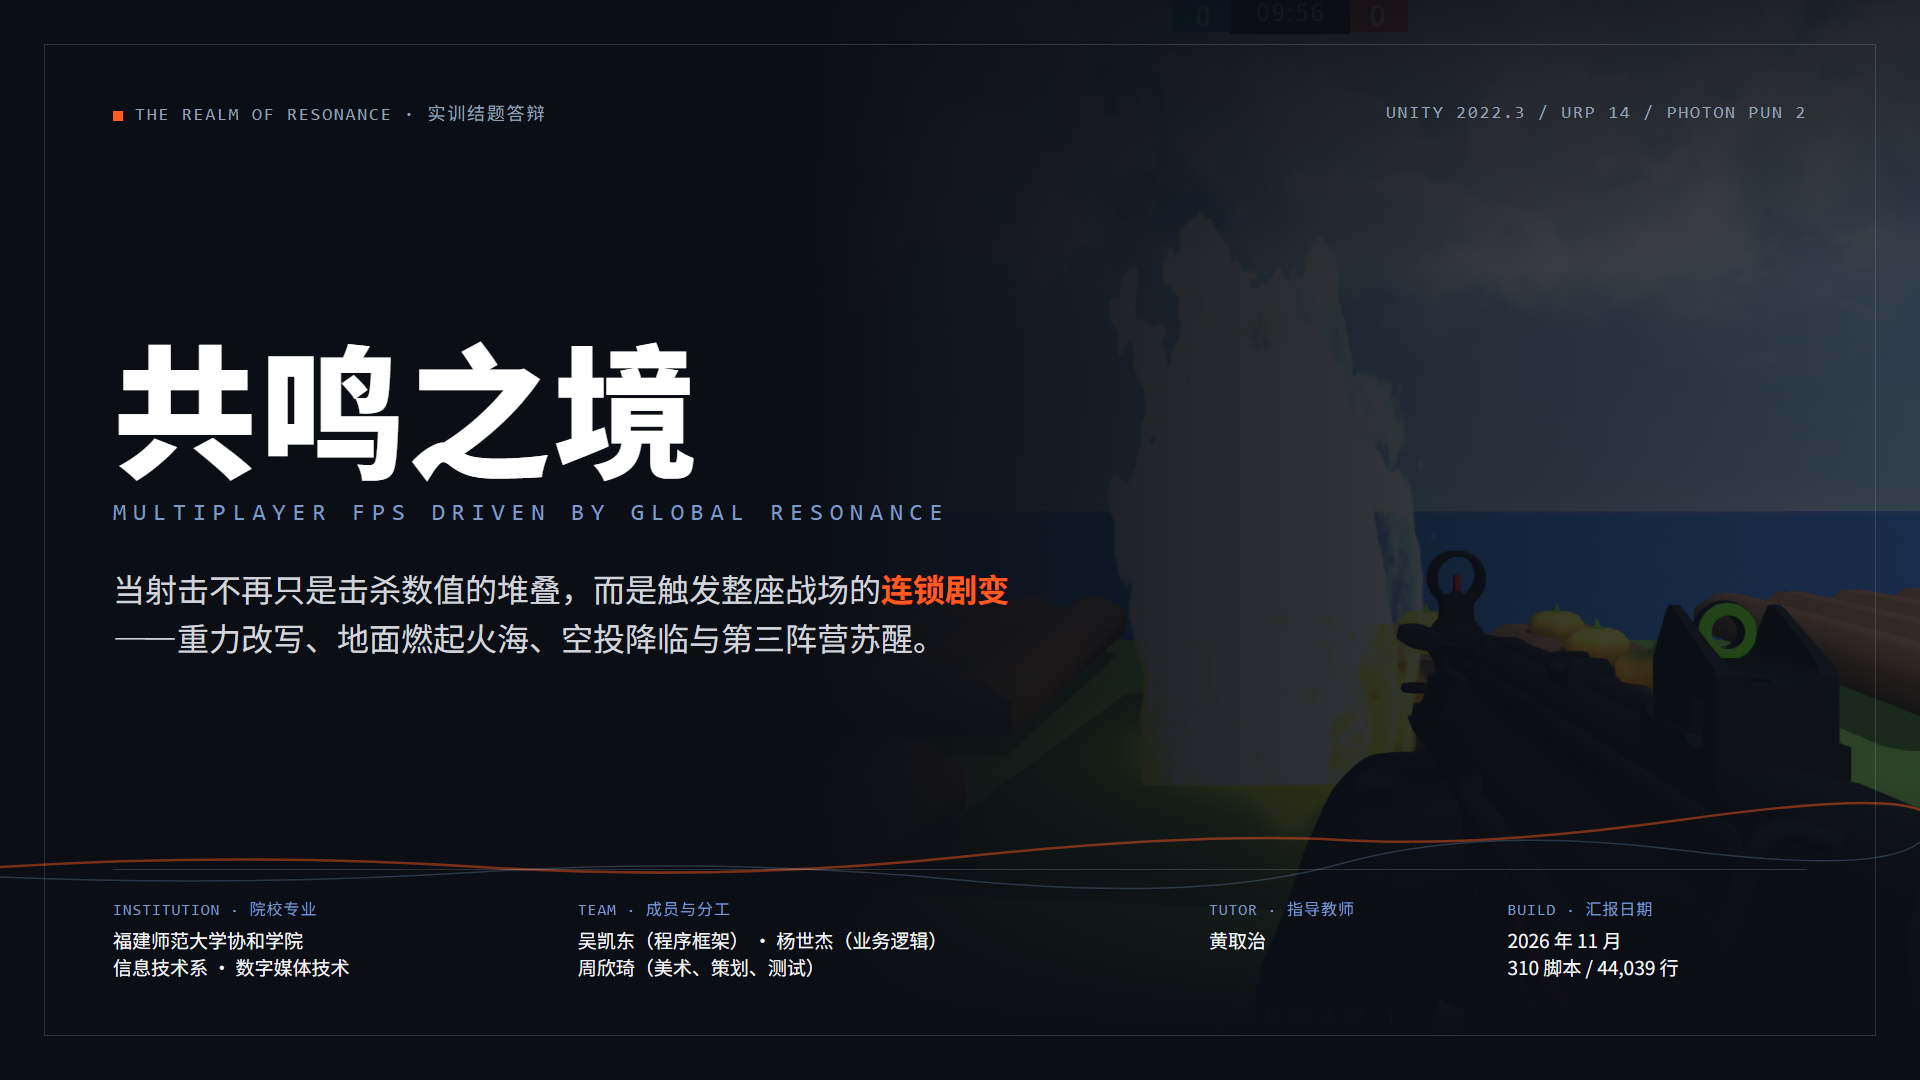 0 09:56 0
THE REALM OF RESONANCE · 实训结题答辩
UNITY 2022.3 / URP 14 / PHOTON PUN 2
共鸣之境
MULTIPLAYER FPS DRIVEN BY GLOBAL RESONANCE
当射击不再只是击杀数值的堆叠，而是触发整座战场的连锁剧变
——重力改写、地面燃起火海、空投降临与第三阵营苏醒。
INSTITUTION · 院校专业
福建师范大学协和学院
信息技术系 · 数字媒体技术
TEAM · 成员与分工
吴凯东（程序框架） · 杨世杰（业务逻辑）
周欣琦（美术、策划、测试）
TUTOR · 指导教师
黄取治
BUILD · 汇报日期
2026 年 11 月
310 脚本 / 44,039 行